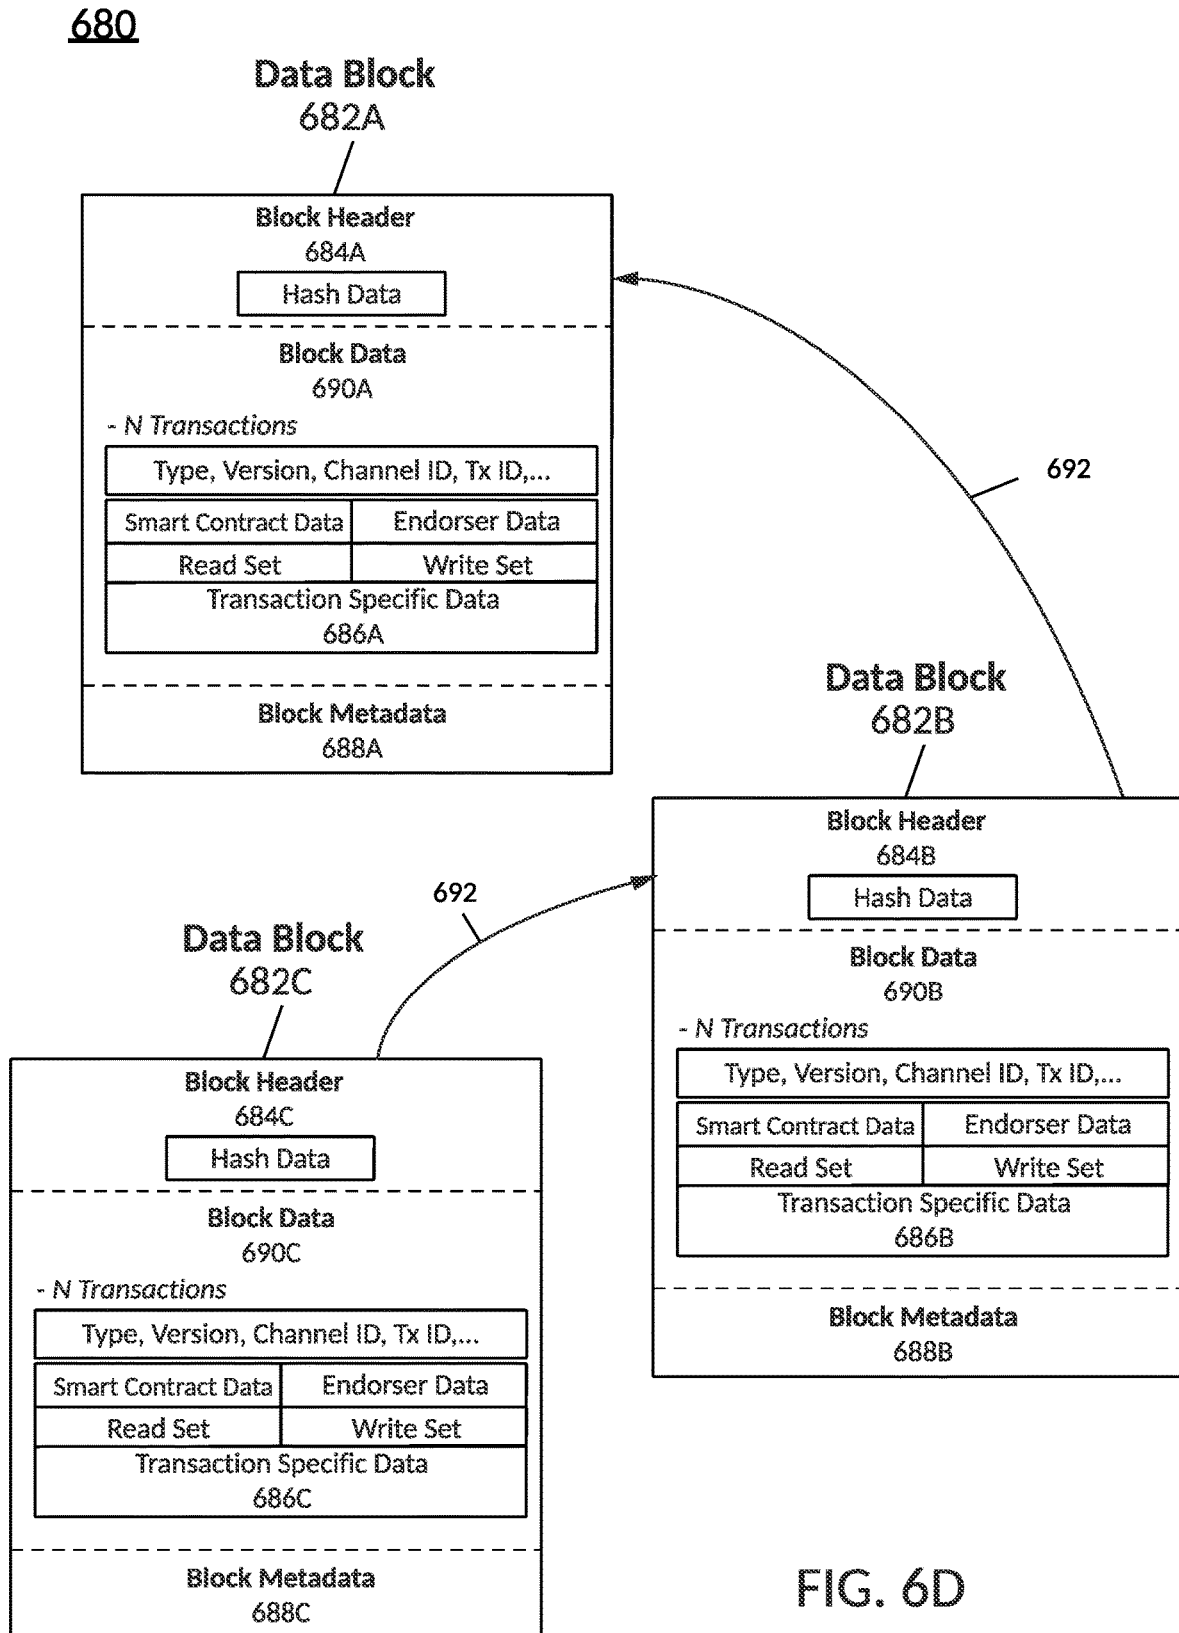 680
Data Block
682A
Block Header
684A
Hash Data
Block Data
690A
- N Transactions
Type, Version, Channel ID, Tx ID,...
Smart Contract Data Endorser Data
Read Set Write Set
Transaction Specific Data
686A
Block Metadata
688A
692
Data Block
682B
Block Header
684B
Hash Data
Block Data
690B
- N Transactions
Type, Version, Channel ID, Tx ID,...
Smart Contract Data Endorser Data
Read Set Write Set
Transaction Specific Data
686B
Block Metadata
688B
692
Data Block
682C
Block Header
684C
Hash Data
Block Data
690C
- N Transactions
Type, Version, Channel ID, Tx ID,...
Smart Contract Data Endorser Data
Read Set Write Set
Transaction Specific Data
686C
Block Metadata
688C
FIG. 6D